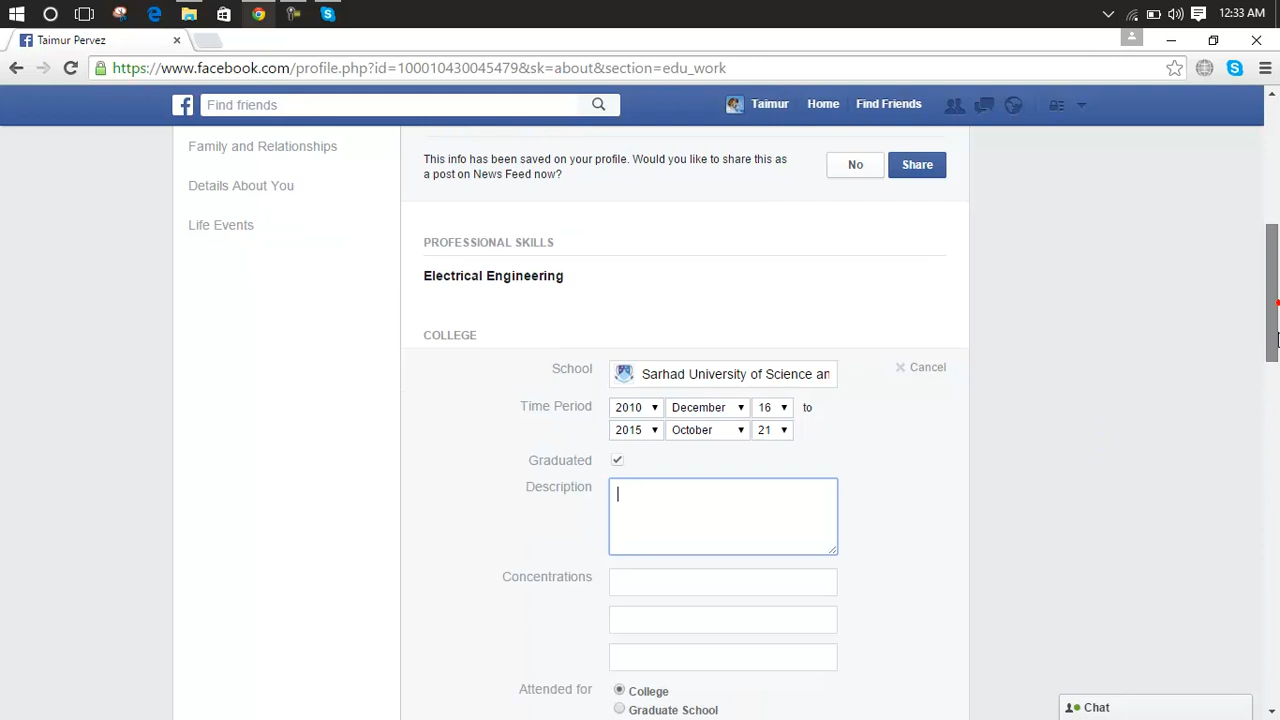 12:33 AM
Taimur Pervez
https://www.facebook.com/profile.php?id=100010430045479&sk=about&section=edu_work
Find friends
Taimur
Home
Find Friends
Family and Relationships
Details About You
Life Events
This info has been saved on your profile. Would you like to share this as
a post on News Feed now?
No
Share
PROFESSIONAL SKILLS
Electrical Engineering
COLLEGE
School
Sarhad University of Science an
Cancel
Time Period
2010 December 16 to
2015 October 21
Graduated
Description
Concentrations
Attended for
College
Graduate School
Chat